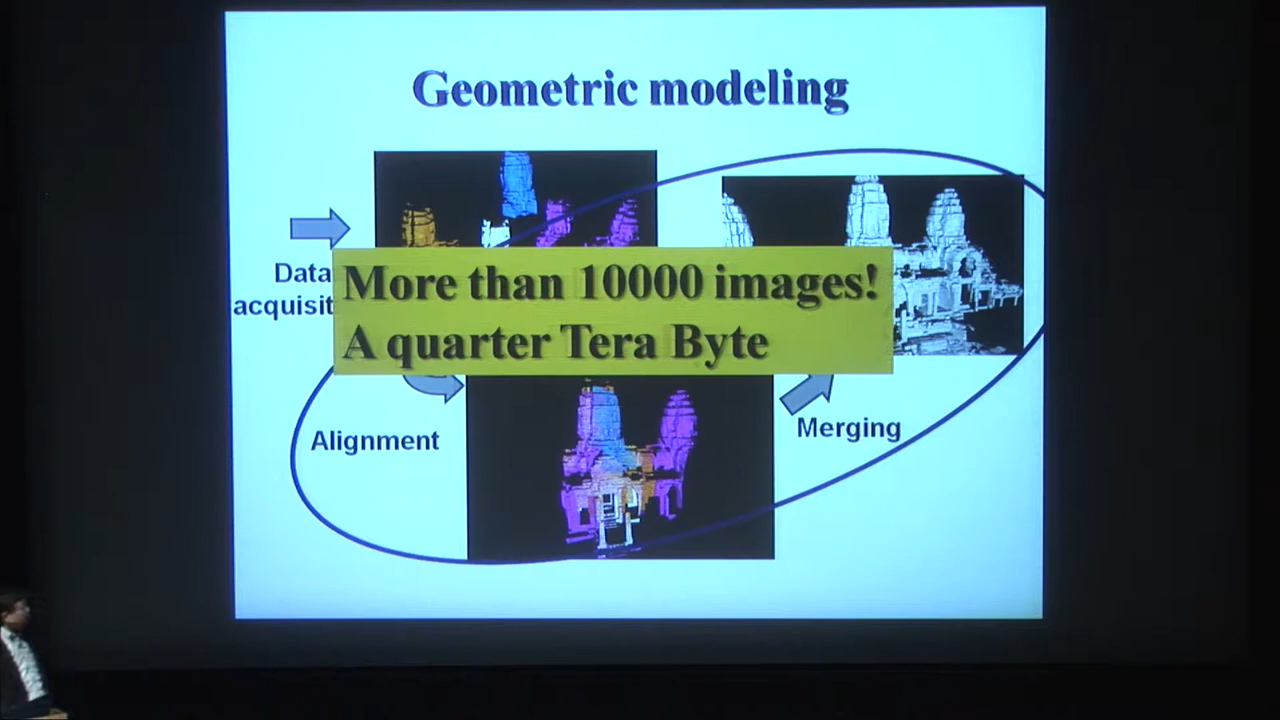 Geometric modeling
Data
acquisit
More than 10000 images!
A quarter Tera Byte
Alignment
Merging